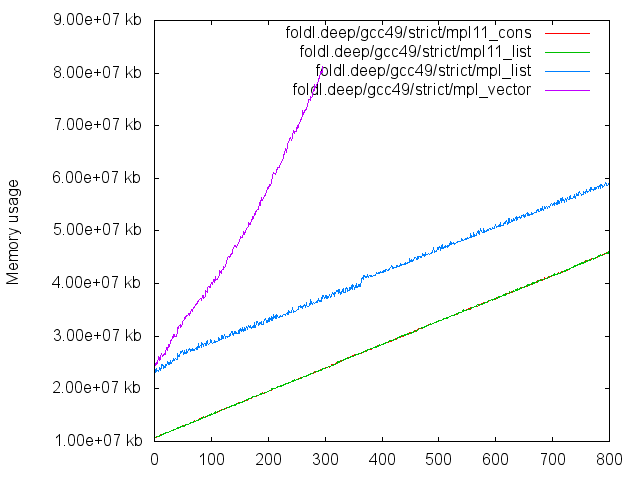 9.00e+07 kb
8.00e+07 kb
7.00e+07 kb
6.00e+07 kb
5.00e+07 kb
4.00e+07 kb
3.00e+07 kb
2.00e+07 kb
1.00e+07 kb
Memory usage
foldl.deep/gcc49/strict/mpl11_cons
foldl.deep/gcc49/strict/mpl11_list
foldl.deep/gcc49/strict/mpl_list
foldl.deep/gcc49/strict/mpl_vector
0 100 200 300 400 500 600 700 800